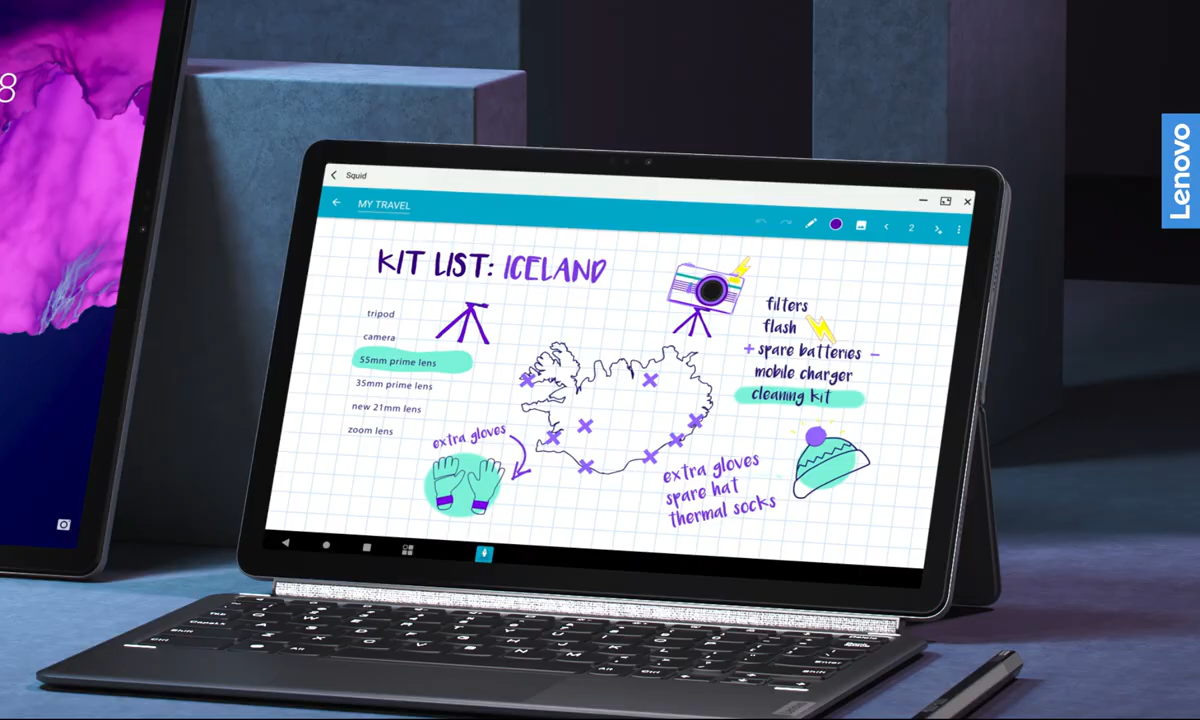 8
Lenovo
Squid
MY TRAVEL
2
KIT LIST: ICELAND
tripod
camera
55mm prime lens
35mm prime lens
new 21mm lens
zoom lens
extra gloves
filters
flash
+ spare batteries -
mobile charger
cleaning kit
extra gloves
spare hat
thermal socks